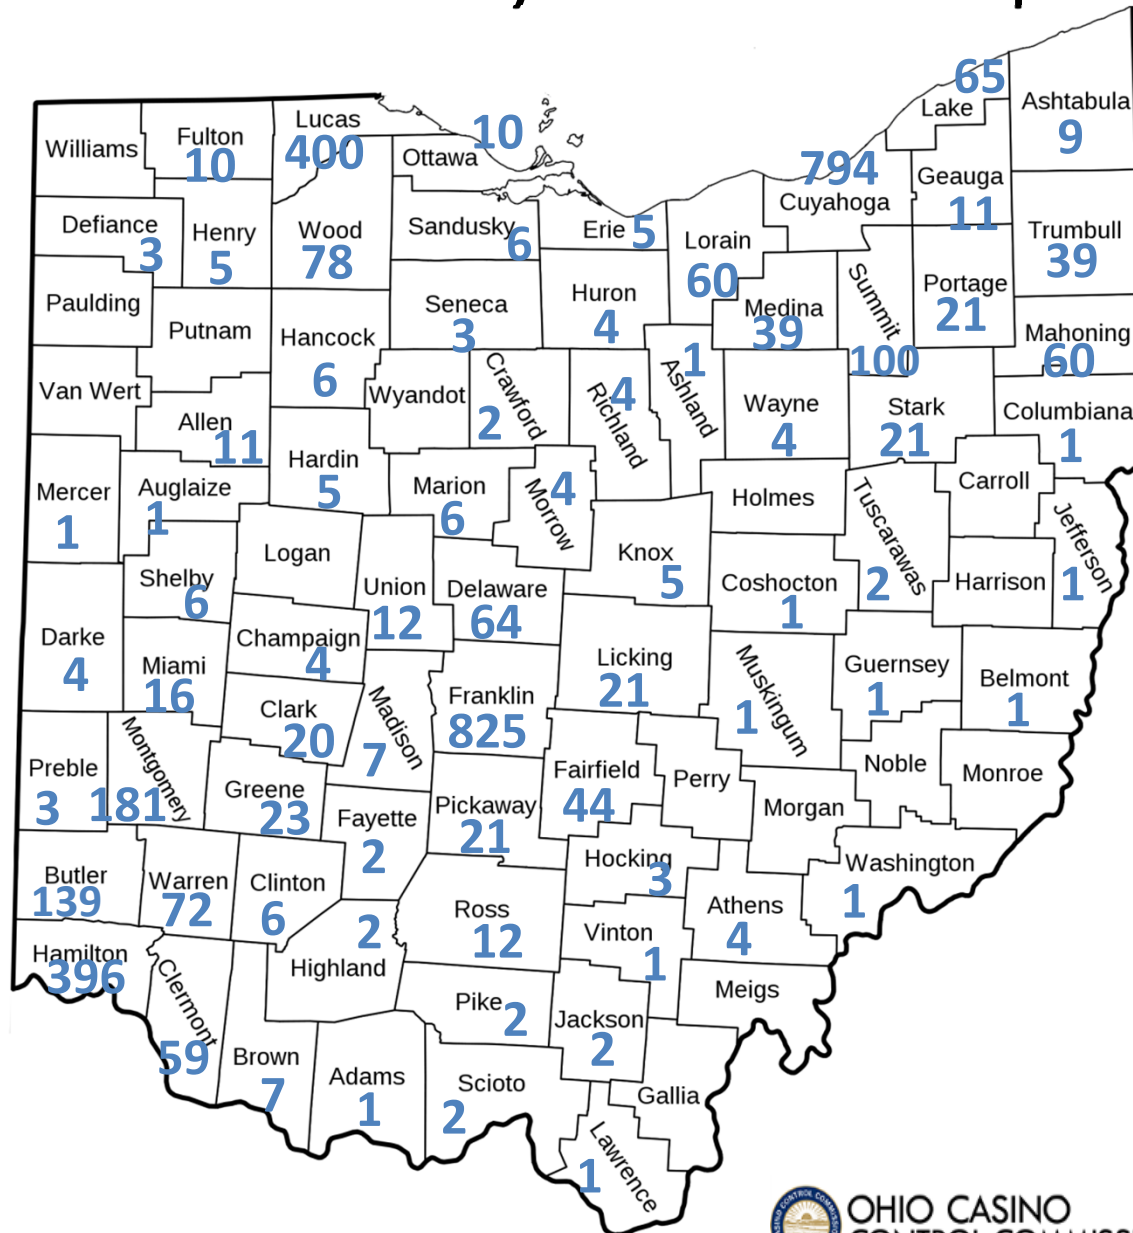 65
Lake
Ashtabula
9
Lucas
400
10
Ottawa
Williams
Fulton
10
794
Cuyahoga
Geauga
11
Defiance
3
Henry
5
Wood
78
Sandusky
6
Erie 5
Lorain
60
Trumbull
39
Paulding
Putnam
Hancock
6
Seneca
3
Huron
4
Medina
39
Summit
100
Portage
21
Mahoning
60
Van Wert
Allen
11
Wyandot
Crawford
2
Richland
4
Ashland
1
Wayne
4
Stark
21
Columbiana
1
Mercer
1
Auglaize
1
Hardin
5
Marion
6
Morrow
4
Holmes
Tuscarawas
2
Carroll
Jefferson
1
Shelby
6
Logan
Union
12
Delaware
64
Knox
5
Coshocton
1
Harrison
Darke
4
Miami
16
Champaign
4
Clark
20
Madison
7
Franklin
825
Licking
21
Muskingum
1
Guernsey
1
Belmont
1
Preble
3
Montgomery
181
Greene
23
Fayette
2
Pickaway
21
Fairfield
44
Perry
Morgan
Noble
Monroe
Butler
139
Warren
72
Clinton
6
Highland
2
Ross
12
Hocking
3
Vinton
1
Athens
4
Washington
1
Hamilton
396
Clermont
59
Brown
7
Adams
1
Pike 2
Scioto
2
Jackson
2
Meigs
Gallia
Lawrence
1
OHIO CASINO